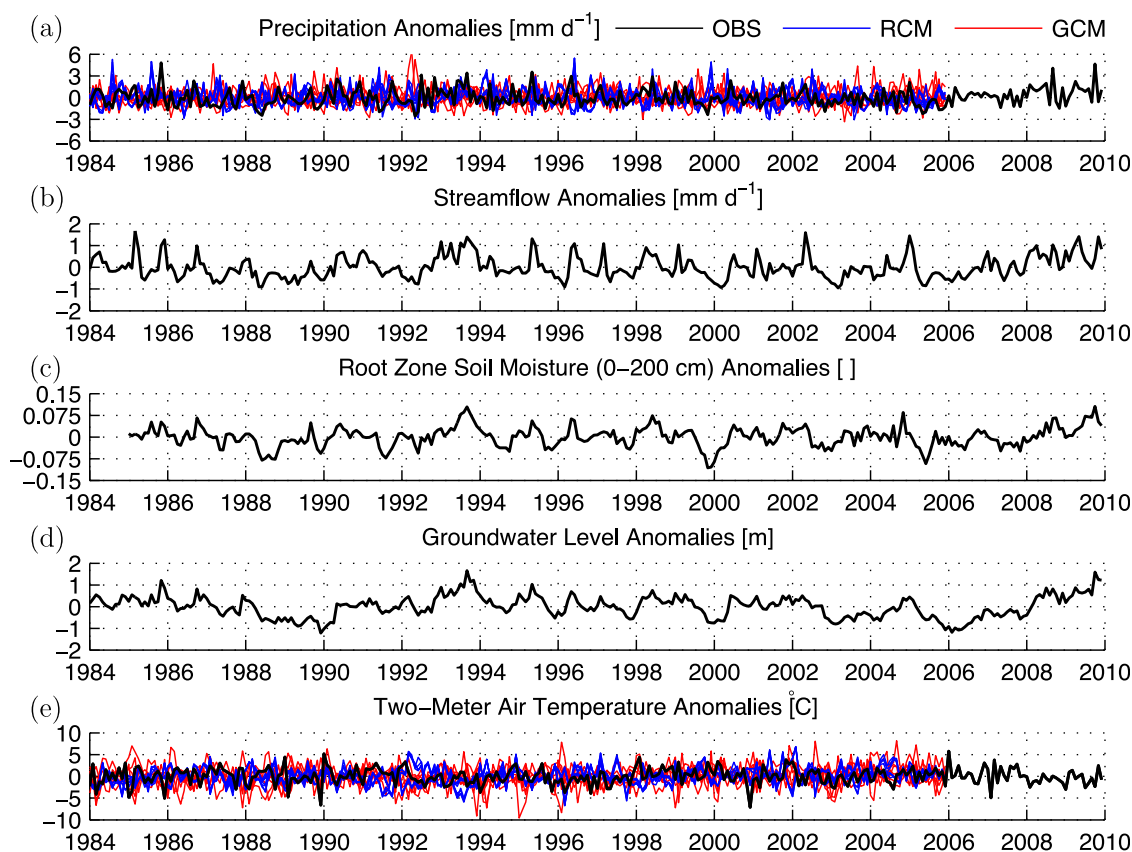 (a) Precipitation Anomalies [mm d−1] OBS RCM GCM
6
3
0
−3
−6
1984 1986 1988 1990 1992 1994 1996 1998 2000 2002 2004 2006 2008 2010
(b) Streamflow Anomalies [mm d−1]
2
1
0
−1
−2
1984 1986 1988 1990 1992 1994 1996 1998 2000 2002 2004 2006 2008 2010
(c) Root Zone Soil Moisture (0−200 cm) Anomalies [ ]
0.15
0.075
0
−0.075
−0.15
1984 1986 1988 1990 1992 1994 1996 1998 2000 2002 2004 2006 2008 2010
(d) Groundwater Level Anomalies [m]
2
1
0
−1
−2
1984 1986 1988 1990 1992 1994 1996 1998 2000 2002 2004 2006 2008 2010
(e) Two−Meter Air Temperature Anomalies [°C]
10
5
0
−5
−10
1984 1986 1988 1990 1992 1994 1996 1998 2000 2002 2004 2006 2008 2010